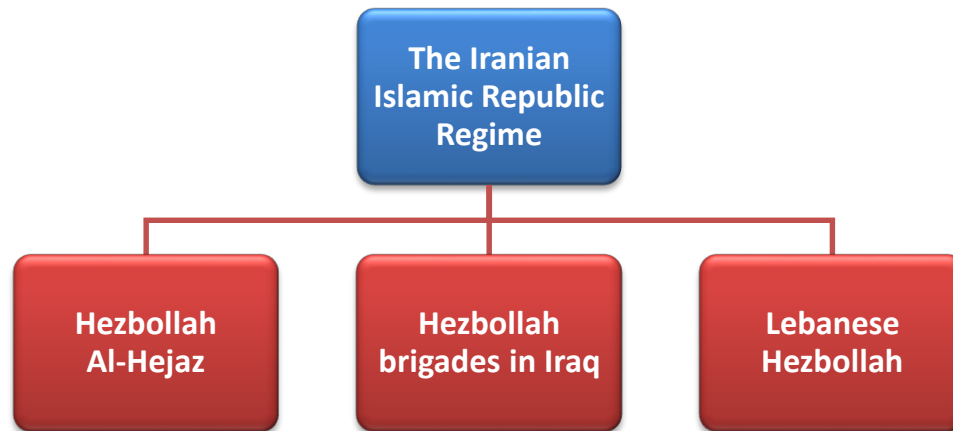 The Iranian
Islamic Republic
Regime
Hezbollah
Al-Hejaz
Hezbollah
brigades in Iraq
Lebanese
Hezbollah